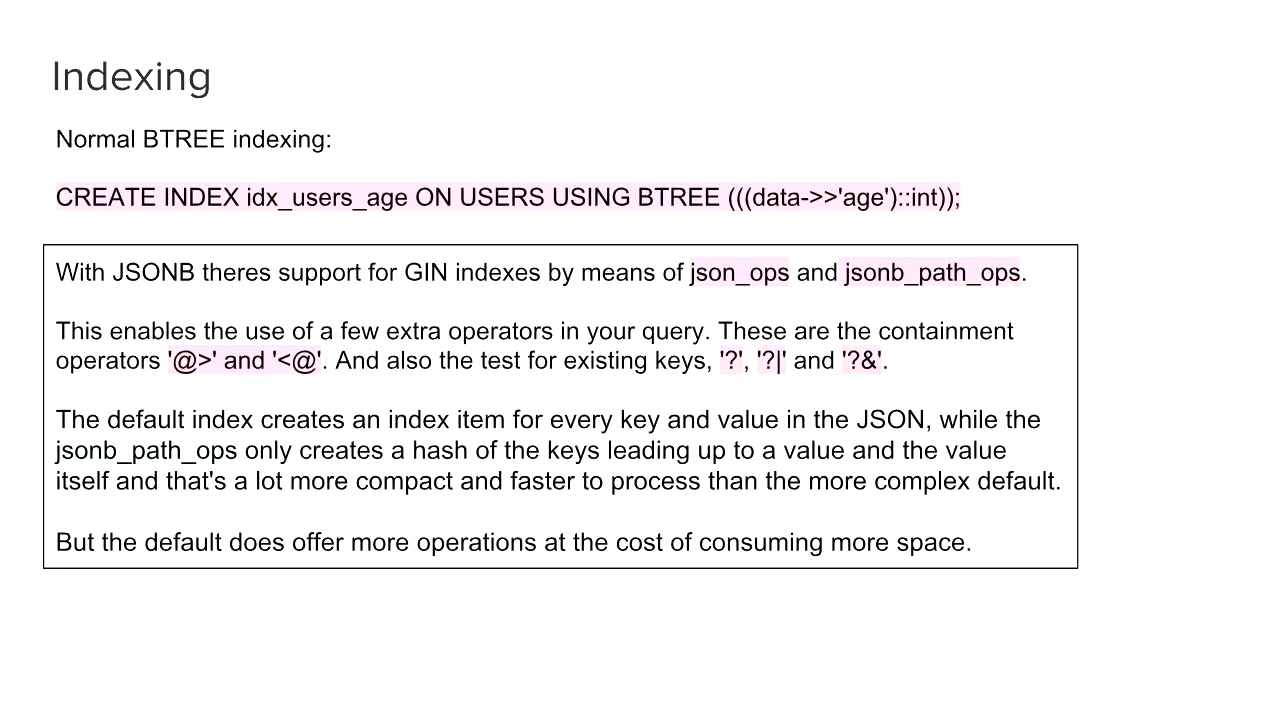 Indexing
Normal BTREE indexing:
CREATE INDEX idx_users_age ON USERS USING BTREE (((data->>'age')::int));
With JSONB theres support for GIN indexes by means of json_ops and jsonb_path_ops.
This enables the use of a few extra operators in your query. These are the containment
operators '@>' and '<@'. And also the test for existing keys, '?', '?|' and '?&'.
The default index creates an index item for every key and value in the JSON, while the
jsonb_path_ops only creates a hash of the keys leading up to a value and the value
itself and that's a lot more compact and faster to process than the more complex default.
But the default does offer more operations at the cost of consuming more space.